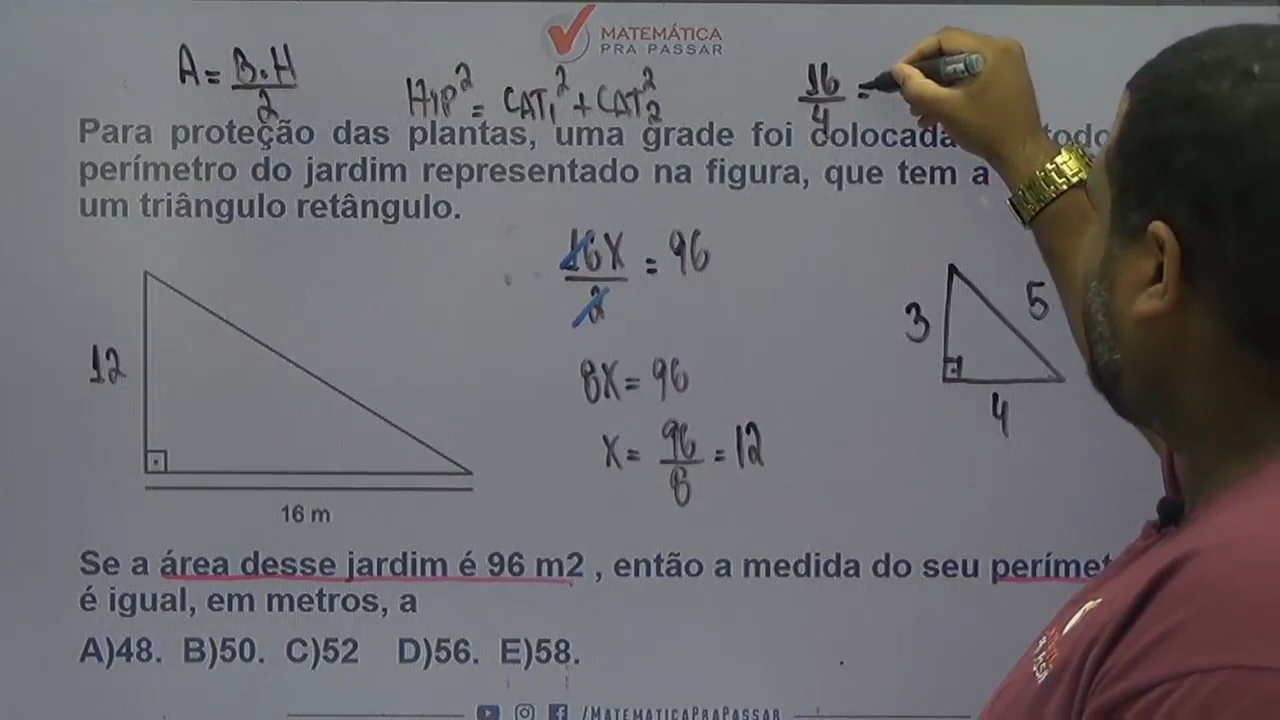 MATEMÁTICA
PRA PASSAR
A = B.H
2
HIP² = CAT₁² + CAT₂²
16
4
=
Para proteção das plantas, uma grade foi colocada todo
perímetro do jardim representado na figura, que tem a
um triângulo retângulo.
16X = 96
2
12
3
5
4
8X = 96
X = 96 = 12
8
16 m
Se a área desse jardim é 96 m2 , então a medida do seu
é igual, em metros, a
A)48. B)50. C)52 D)56. E)58.
/MATEMATICAPRAPASSAR